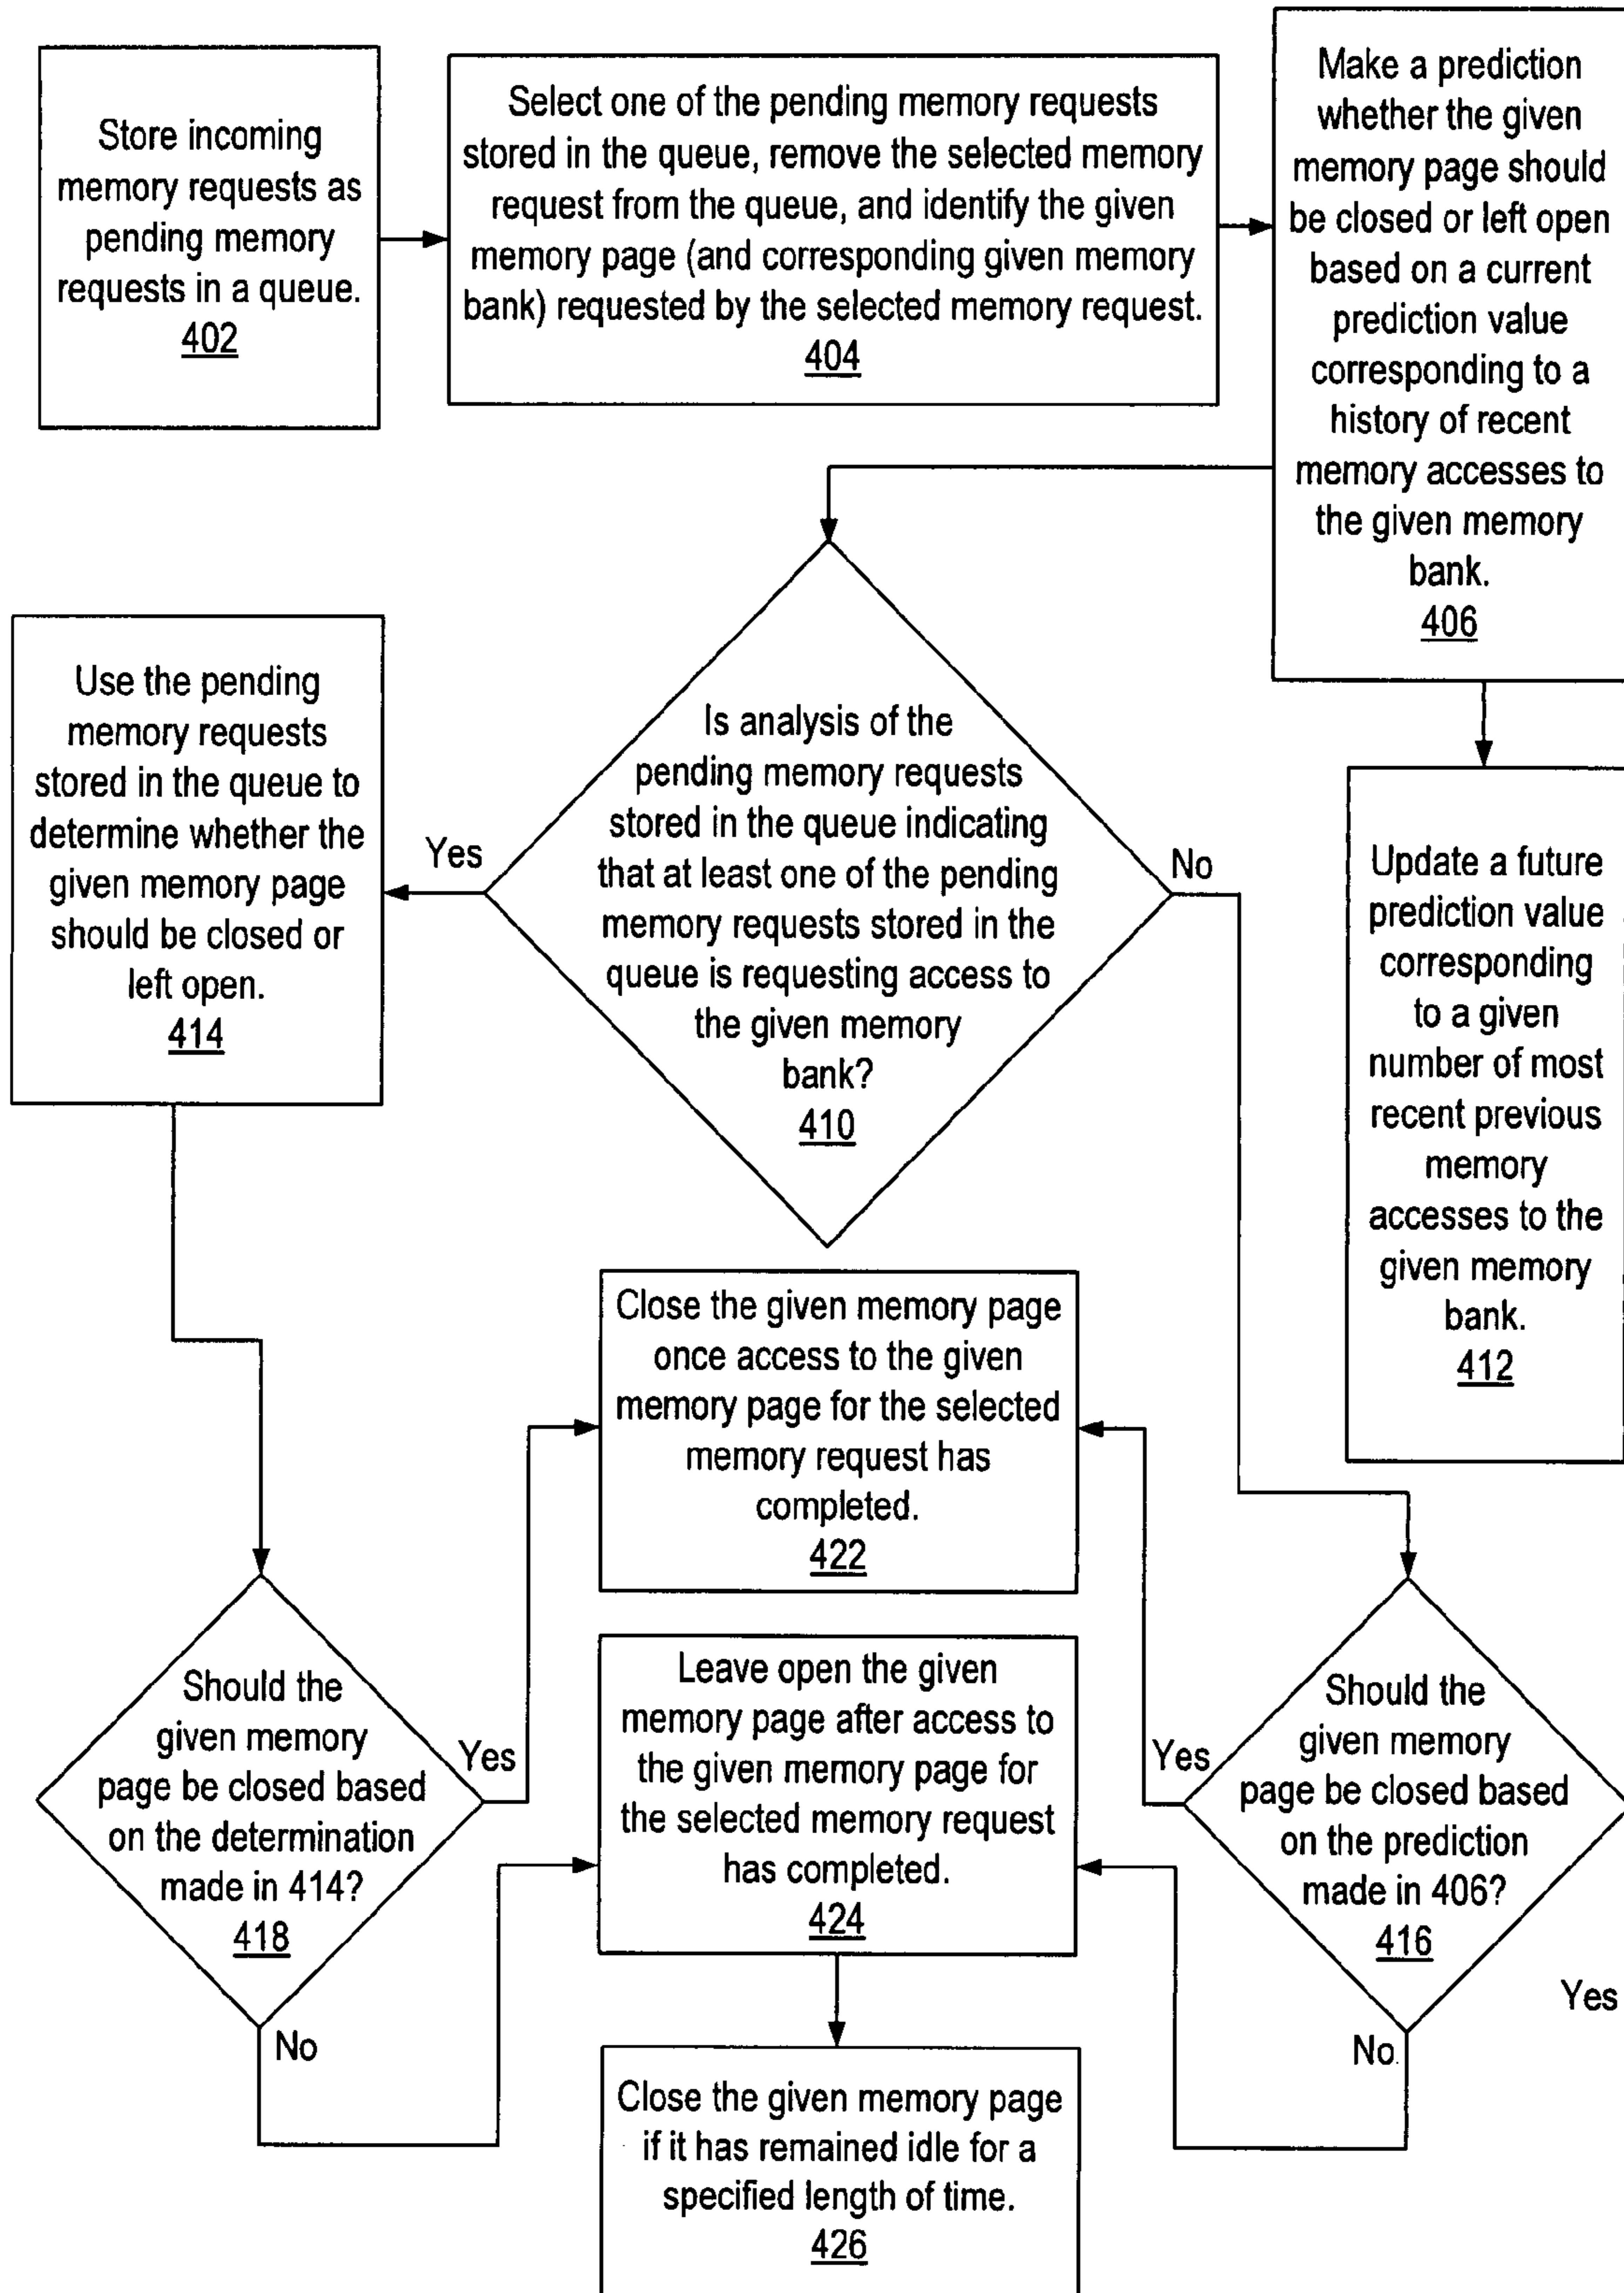 Store incoming
memory requests as
pending memory
requests in a queue.
402
Select one of the pending memory requests
stored in the queue, remove the selected memory
request from the queue, and identify the given
memory page (and corresponding given memory
bank) requested by the selected memory request.
404
Make a prediction
whether the given
memory page should
be closed or left open
based on a current
prediction value
corresponding to a
history of recent
memory accesses to
the given memory
bank.
406
Use the pending
memory requests
stored in the queue to
determine whether the
given memory page
should be closed or
left open.
414
Yes
Is analysis of the
pending memory requests
stored in the queue indicating
that at least one of the pending
memory requests stored in the
queue is requesting access to
the given memory
bank?
410
No
Update a future
prediction value
corresponding
to a given
number of most
recent previous
memory
accesses to the
given memory
bank.
412
Close the given memory page
once access to the given
memory page for the selected
memory request has
completed.
422
Should the
given memory
page be closed based
on the determination
made in 414?
418
Yes
No
Leave open the given
memory page after access to
the given memory page for
the selected memory request
has completed.
424
Yes
Should the
given memory
page be closed based
on the prediction
made in 406?
416
Yes
No
Close the given memory page
if it has remained idle for a
specified length of time.
426